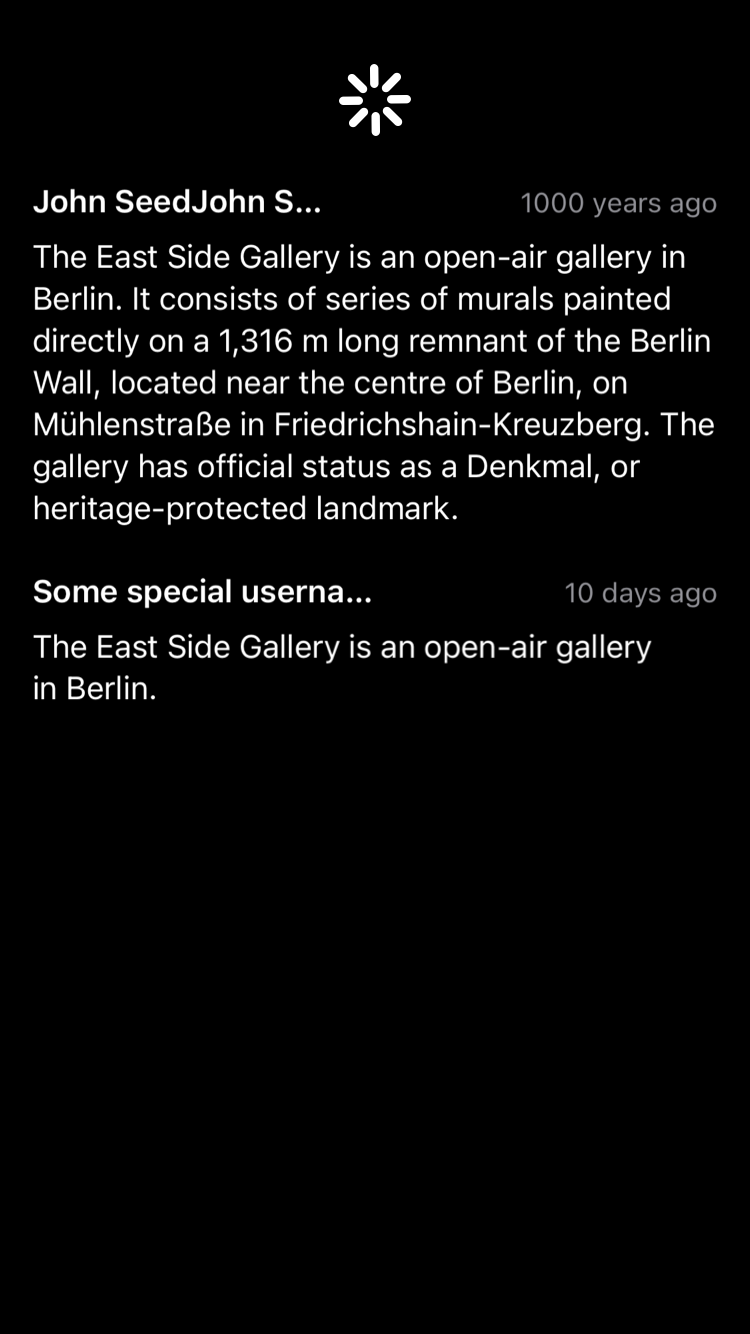 John SeedJohn S...
1000 years ago
The East Side Gallery is an open-air gallery in
Berlin. It consists of series of murals painted
directly on a 1,316 m long remnant of the Berlin
Wall, located near the centre of Berlin, on
Mühlenstraße in Friedrichshain-Kreuzberg. The
gallery has official status as a Denkmal, or
heritage-protected landmark.
Some special userna...
10 days ago
The East Side Gallery is an open-air gallery
in Berlin.